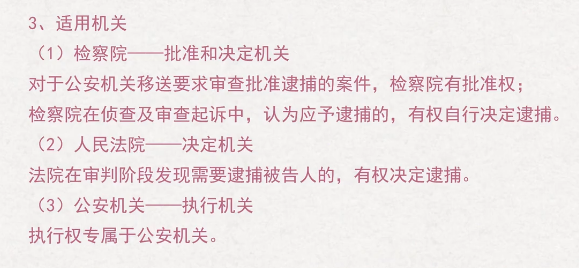 3、适用机关
（1）检察院——批准和决定机关
对于公安机关移送要求审查批准逮捕的案件，检察院有批准权；
检察院在侦查及审查起诉中，认为应予逮捕的，有权自行决定逮捕。
（2）人民法院——决定机关
法院在审判阶段发现需要逮捕被告人的，有权决定逮捕。
（3）公安机关——执行机关
执行权专属于公安机关。